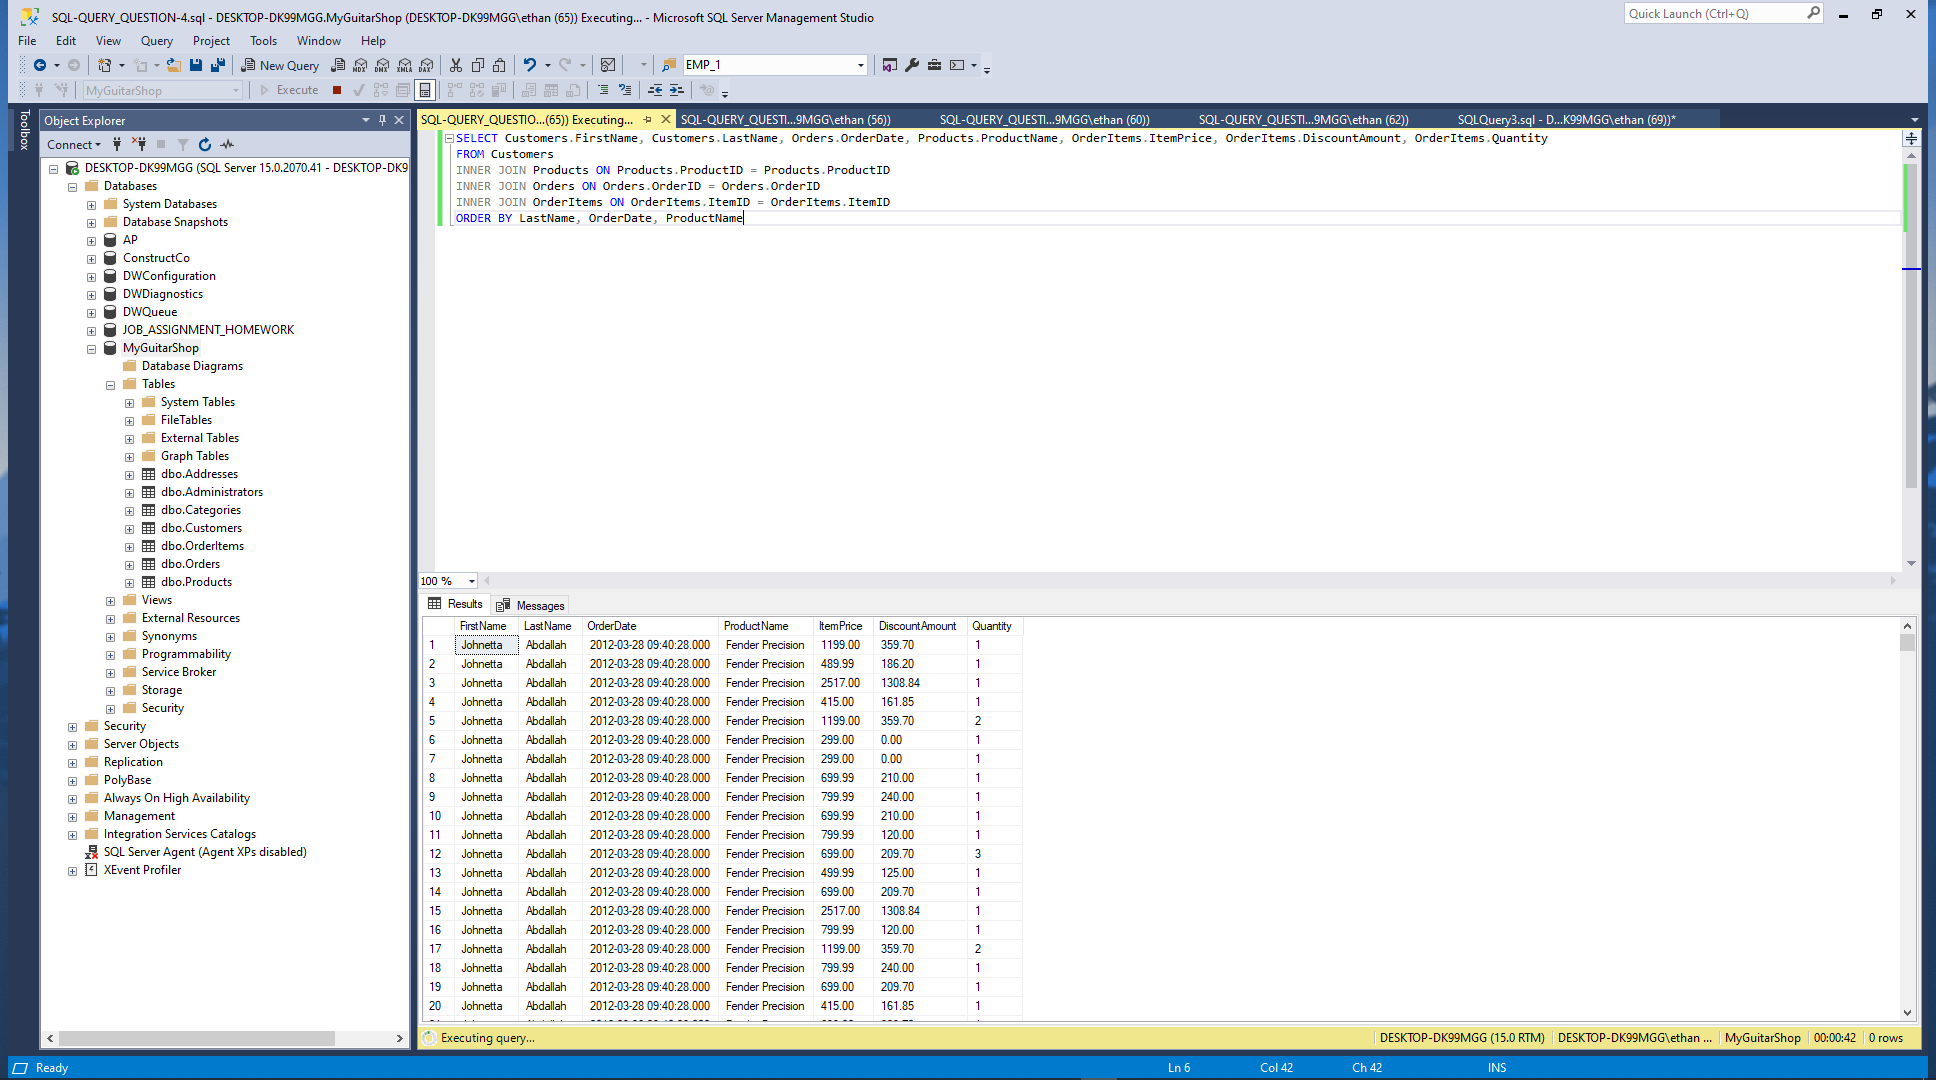 SQL-QUERY_QUESTION-4.sql - DESKTOP-DK99MGG.MyGuitarShop (DESKTOP-DK99MGG\ethan (65)) Executing... - Microsoft SQL Server Management Studio
Quick Launch (Ctrl+Q)
File Edit View Query Project Tools Window Help
New Query MDX DMX XMLA DAX EMP_1
MyGuitarShop Execute
Toolbox
Object Explorer
Connect
DESKTOP-DK99MGG (SQL Server 15.0.2070.41 - DESKTOP-DK9
Databases
System Databases
Database Snapshots
AP
ConstructCo
DWConfiguration
DWDiagnostics
DWQueue
JOB_ASSIGNMENT_HOMEWORK
MyGuitarShop
Database Diagrams
Tables
System Tables
FileTables
External Tables
Graph Tables
dbo.Addresses
dbo.Administrators
dbo.Categories
dbo.Customers
dbo.OrderItems
dbo.Orders
dbo.Products
Views
External Resources
Synonyms
Programmability
Service Broker
Storage
Security
Security
Server Objects
Replication
PolyBase
Always On High Availability
Management
Integration Services Catalogs
SQL Server Agent (Agent XPs disabled)
XEvent Profiler
SQL-QUERY_QUESTIO...(65)) Executing... SQL-QUERY_QUESTI...9MGG\ethan (56)) SQL-QUERY_QUESTI...9MGG\ethan (60)) SQL-QUERY_QUESTI...9MGG\ethan (62)) SQLQuery3.sql - D...K99MGG\ethan (69))*
SELECT Customers.FirstName, Customers.LastName, Orders.OrderDate, Products.ProductName, OrderItems.ItemPrice, OrderItems.DiscountAmount, OrderItems.Quantity
FROM Customers
INNER JOIN Products ON Products.ProductID = Products.ProductID
INNER JOIN Orders ON Orders.OrderID = Orders.OrderID
INNER JOIN OrderItems ON OrderItems.ItemID = OrderItems.ItemID
ORDER BY LastName, OrderDate, ProductName
100 %
Results Messages
FirstName LastName OrderDate ProductName ItemPrice DiscountAmount Quantity
1 Johnetta Abdallah 2012-03-28 09:40:28.000 Fender Precision 1199.00 359.70 1
2 Johnetta Abdallah 2012-03-28 09:40:28.000 Fender Precision 489.99 186.20 1
3 Johnetta Abdallah 2012-03-28 09:40:28.000 Fender Precision 2517.00 1308.84 1
4 Johnetta Abdallah 2012-03-28 09:40:28.000 Fender Precision 415.00 161.85 1
5 Johnetta Abdallah 2012-03-28 09:40:28.000 Fender Precision 1199.00 359.70 2
6 Johnetta Abdallah 2012-03-28 09:40:28.000 Fender Precision 299.00 0.00 1
7 Johnetta Abdallah 2012-03-28 09:40:28.000 Fender Precision 299.00 0.00 1
8 Johnetta Abdallah 2012-03-28 09:40:28.000 Fender Precision 699.99 210.00 1
9 Johnetta Abdallah 2012-03-28 09:40:28.000 Fender Precision 799.99 240.00 1
10 Johnetta Abdallah 2012-03-28 09:40:28.000 Fender Precision 699.99 210.00 1
11 Johnetta Abdallah 2012-03-28 09:40:28.000 Fender Precision 799.99 120.00 1
12 Johnetta Abdallah 2012-03-28 09:40:28.000 Fender Precision 699.00 209.70 3
13 Johnetta Abdallah 2012-03-28 09:40:28.000 Fender Precision 499.99 125.00 1
14 Johnetta Abdallah 2012-03-28 09:40:28.000 Fender Precision 699.00 209.70 1
15 Johnetta Abdallah 2012-03-28 09:40:28.000 Fender Precision 2517.00 1308.84 1
16 Johnetta Abdallah 2012-03-28 09:40:28.000 Fender Precision 799.99 120.00 1
17 Johnetta Abdallah 2012-03-28 09:40:28.000 Fender Precision 1199.00 359.70 2
18 Johnetta Abdallah 2012-03-28 09:40:28.000 Fender Precision 799.99 240.00 1
19 Johnetta Abdallah 2012-03-28 09:40:28.000 Fender Precision 699.00 209.70 1
20 Johnetta Abdallah 2012-03-28 09:40:28.000 Fender Precision 415.00 161.85 1
Executing query... DESKTOP-DK99MGG (15.0 RTM) DESKTOP-DK99MGG\ethan ... MyGuitarShop 00:00:42 0 rows
Ready Ln 6 Col 42 Ch 42 INS